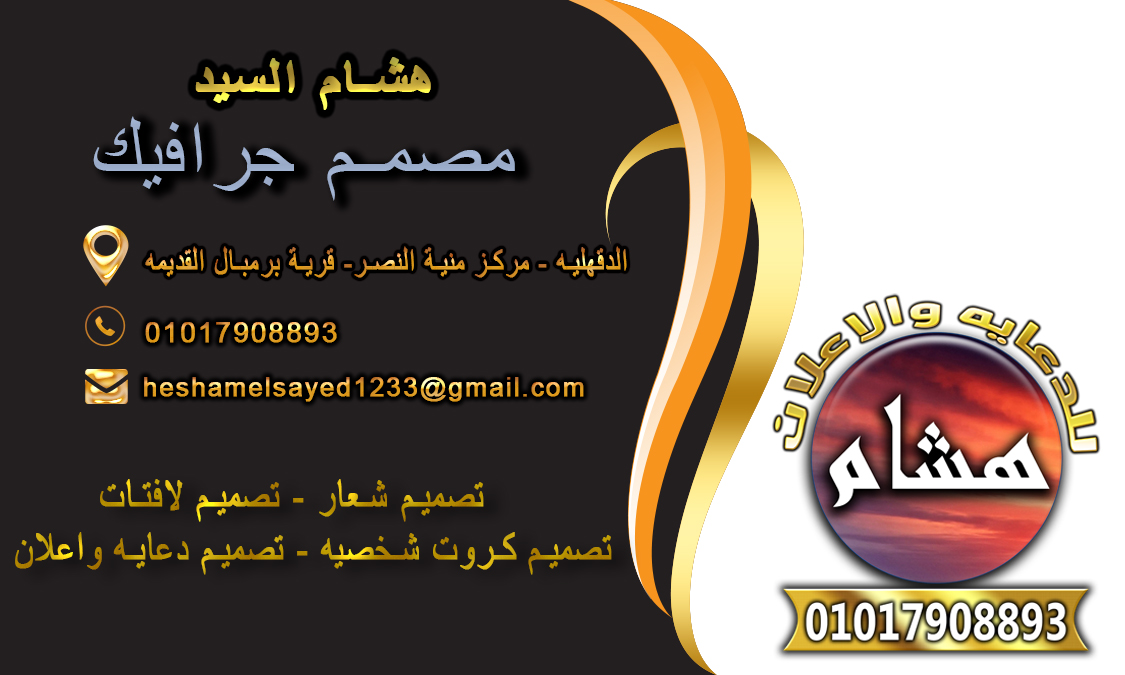 هشام السيد
مصمم جرافيك
الدقهليه - مركز منية النصر- قرية برمبال القديمه
01017908893
heshamelsayed1233@gmail.com
تصميم شعار - تصميم لافتات
تصميم كروت شخصيه - تصميم دعايه واعلان
للدعايه والاعلان
هشام
01017908893